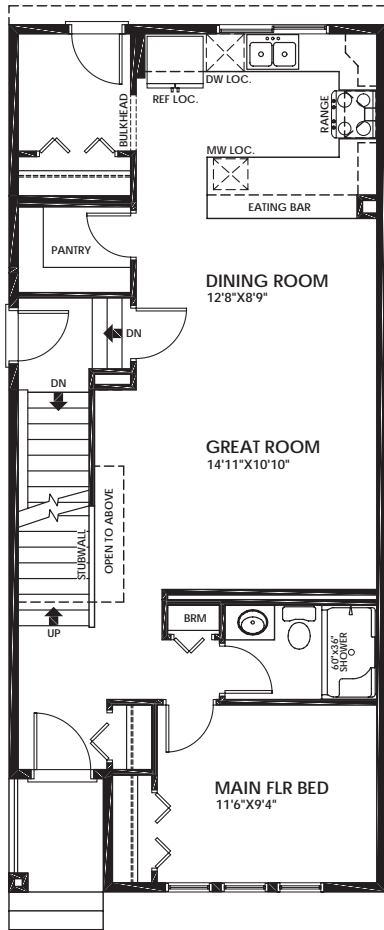 DW LOC.
REF LOC.
BULKHEAD
RANGE
MW LOC.
EATING BAR
PANTRY
DINING ROOM
12'8"X8'9"
DN
DN
GREAT ROOM
14'11"X10'10"
OPEN TO ABOVE
STUBWALL
UP
BRM
60"x36"
SHOWER
MAIN FLR BED
11'6"X9'4"